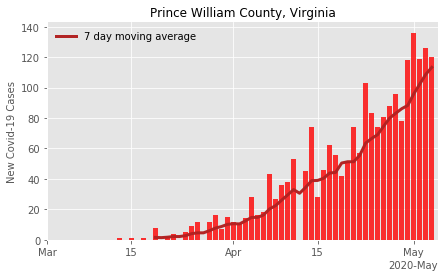 Prince William County, Virginia
7 day moving average
New Covid-19 Cases
140
120
100
80
60
40
20
0
Mar
15
Apr
15
May
2020-May